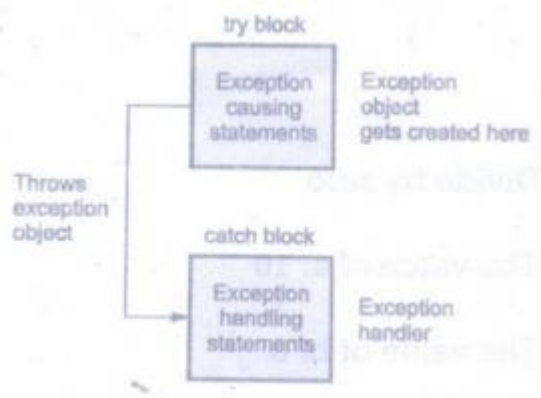 try block
Exception
causing
statements
Exception
object
gets created here
Throws
exception
object
catch block
Exception
handling
statements
Exception
handler